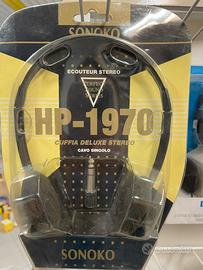 SONOKO
ECOUTEUR STEREO
HP-1970
CUFFIA DELUXE STEREO
CAVO SINGOLO
SONOKO